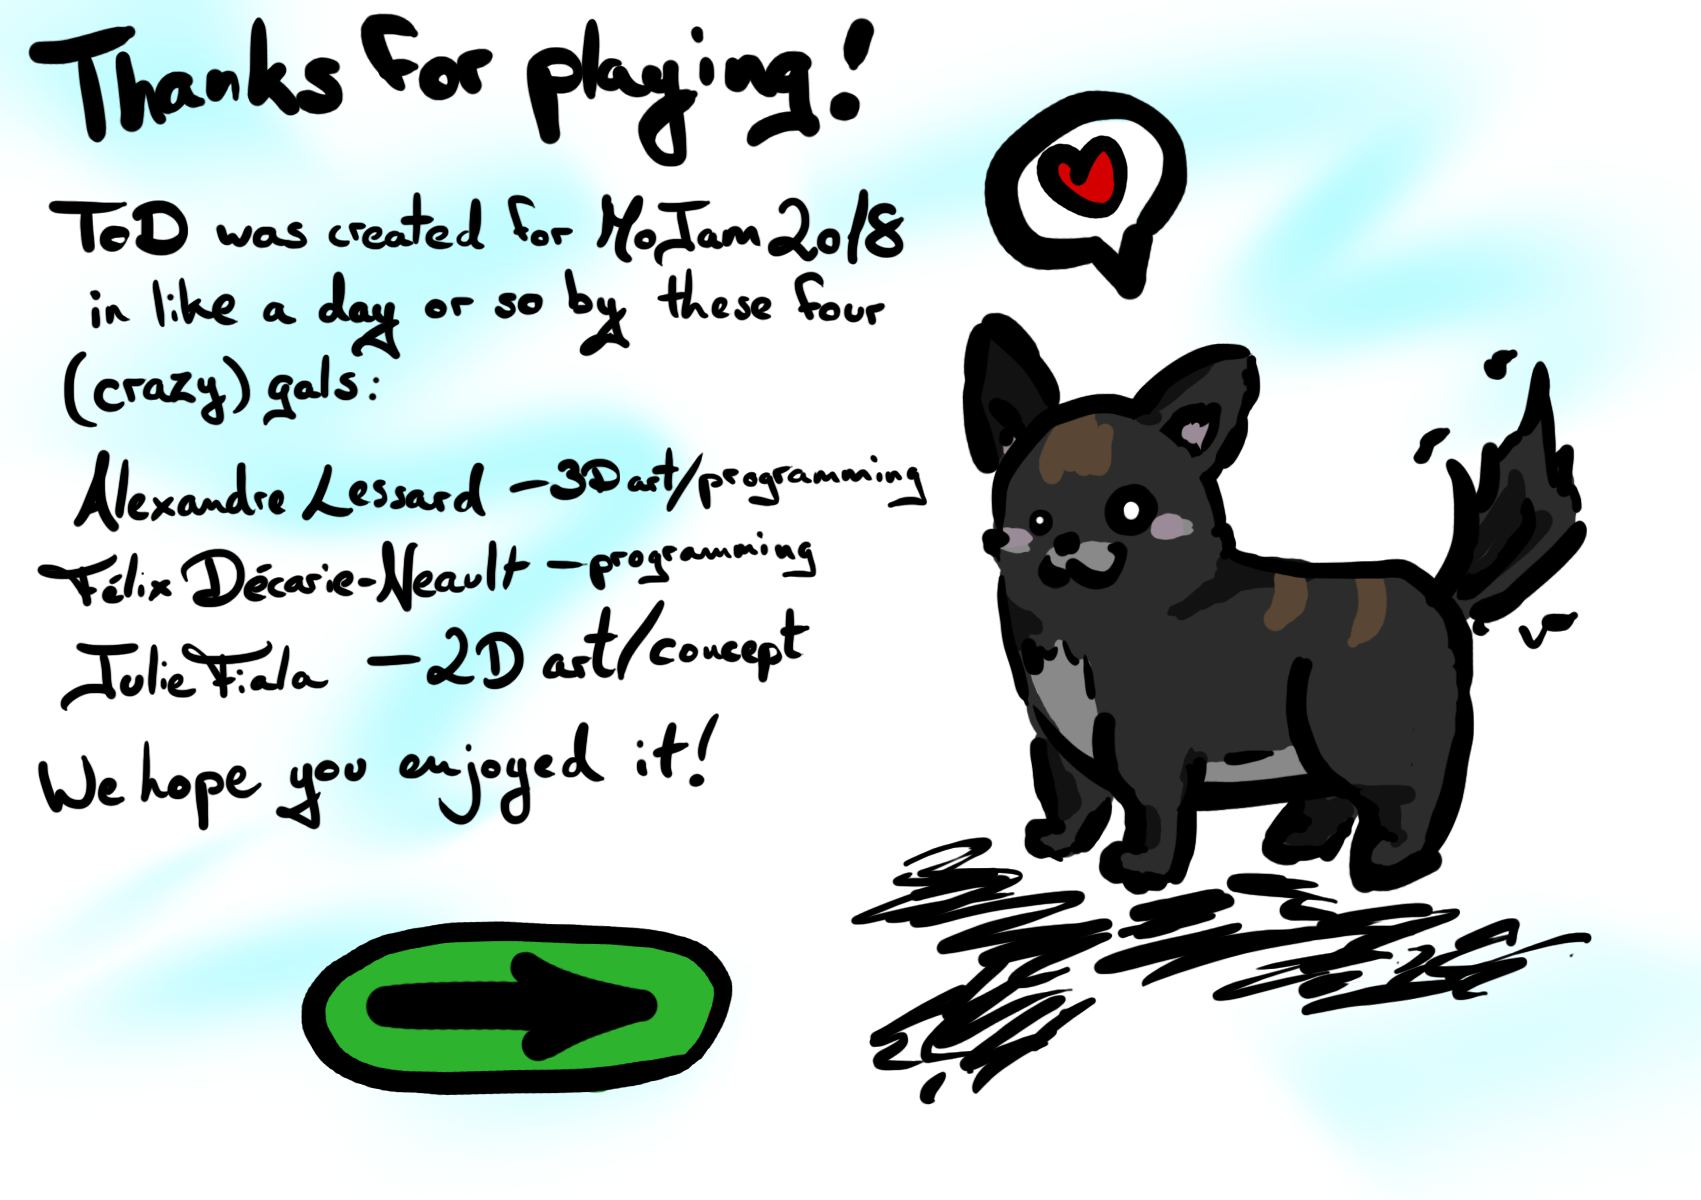 Thanks for playing!
ToD was created for MoJam 2018
in like a day or so by these four
(crazy) gals:
Alexandre Lessard - 3D art/programming
Félix Décarie-Neault - programming
Julie Fiala - 2D art/concept
We hope you enjoyed it!